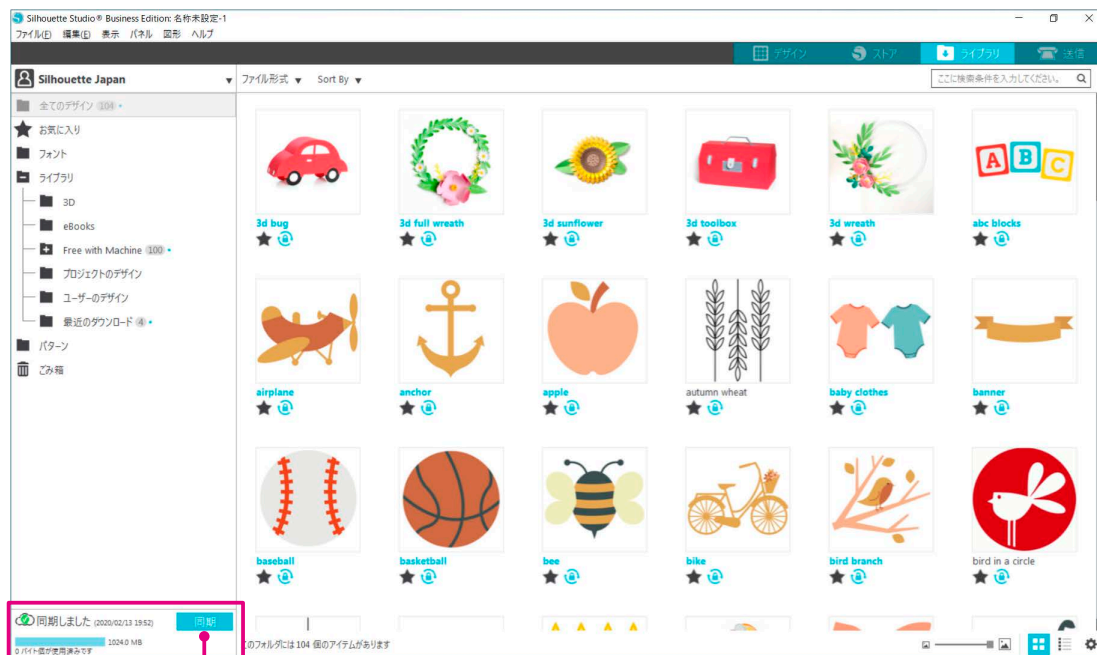 Silhouette Studio® Business Edition: 名称未設定-1
ファイル(F) 編集(E) 表示 パネル 図形 ヘルプ
デザイン ストア ライブラリ 送信
Silhouette Japan ▼ ファイル形式 ▼ Sort By ▼ ここに検索条件を入力してください。
全てのデザイン 104
お気に入り
フォント
ライブラリ
3D
eBooks
Free with Machine 100
プロジェクトのデザイン
ユーザーのデザイン
最近のダウンロード 4
パターン
ごみ箱
A B C
3d bug 3d full wreath 3d sunflower 3d toolbox 3d wreath abc blocks
airplane anchor apple autumn wheat baby clothes banner
baseball basketball bee bike bird branch bird in a circle
同期しました (2020/02/13 19:52) 同期
1024.0 MB
0 バイト個が使用済みです
このフォルダには 104 個のアイテムがあります